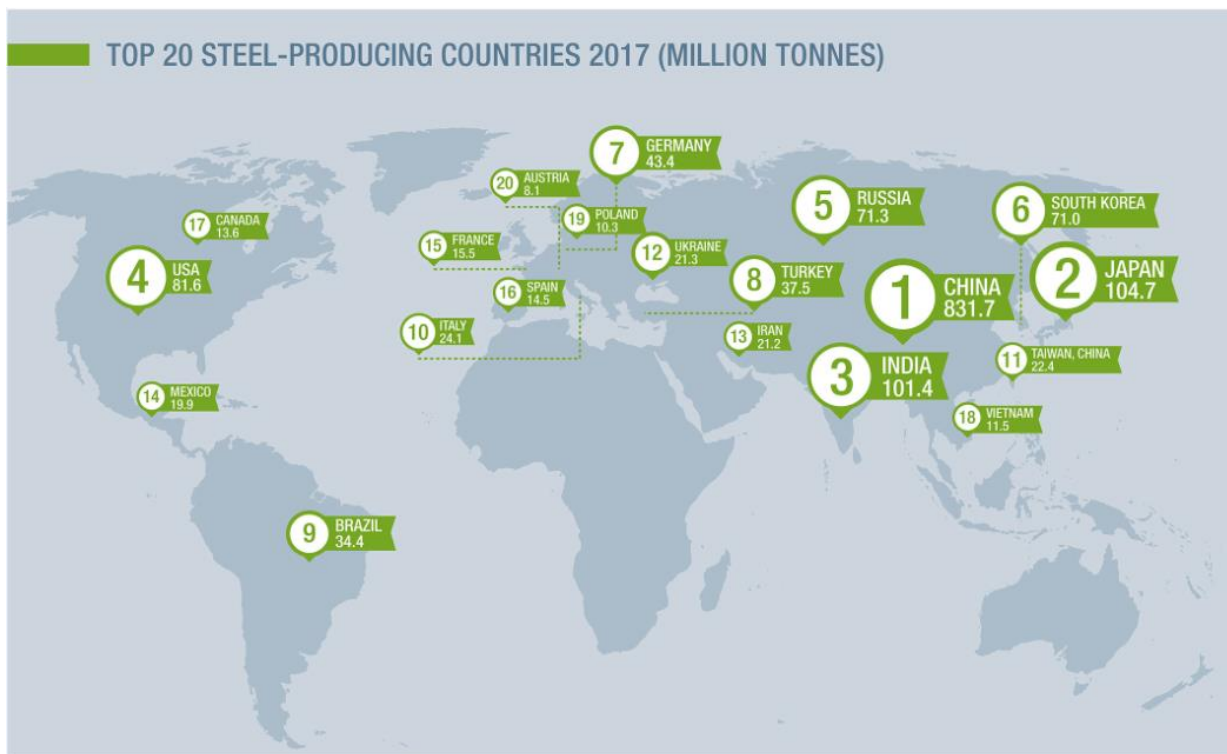 TOP 20 STEEL-PRODUCING COUNTRIES 2017 (MILLION TONNES)
7
GERMANY
43.4
20
AUSTRIA
8.1
5
RUSSIA
71.3
6
SOUTH KOREA
71.0
17
CANADA
13.6
19
POLAND
10.3
15
FRANCE
15.5
12
UKRAINE
21.3
4
USA
81.6
8
TURKEY
37.5
1
CHINA
831.7
2
JAPAN
104.7
16
SPAIN
14.5
10
ITALY
24.1
13
IRAN
21.2
11
TAIWAN, CHINA
22.4
3
INDIA
101.4
14
MEXICO
19.9
18
VIETNAM
11.5
9
BRAZIL
34.4